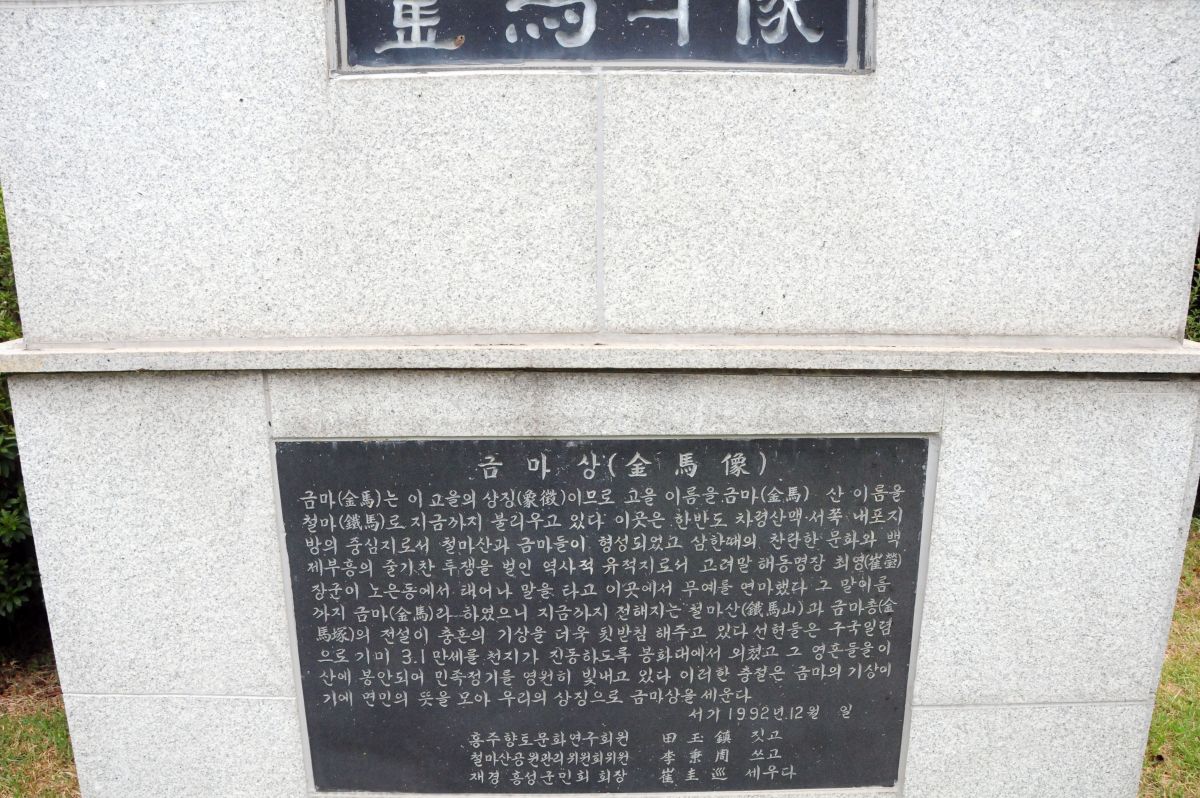 金馬像
금마상(金馬像)
금마(金馬)는 이 고을의 상징(象徵)이므로 고을 이름을 금마(金馬) 산 이름을
철마(鐵馬)로 지금까지 불리우고 있다 이곳은 한반도 차령산맥 서쪽 내포지
방의 중심지로서 철마산과 금마들이 형성되었고 삼한때의 찬란한 문화와 백
제부흥의 줄기찬 투쟁을 벌인 역사적 유적지로서 고려말 해동명장 최영(崔瑩)
장군이 노은동에서 태어나 말을 타고 이곳에서 무예를 연마했다 그 말이름
까지 금마(金馬)라 하였으니 지금까지 전해지는 철마산(鐵馬山)과 금마총(金
馬塚)의 전설이 충혼의 기상을 더욱 뒷받침 해주고 있다 선현들은 구국일념
으로 기미 3.1 만세를 천지가 진동하도록 봉화대에서 외쳤고 그 영혼들을 이
산에 봉안되어 민족정기를 영원히 빛내고 있다 이러한 충절은 금마의 기상이
기에 면민의 뜻을 모아 우리의 상징으로 금마상을 세운다
서기 1992년.12월 일
홍주향토문화연구회원 田玉鎭 짓고
철마산공원관리위원회위원 李秉周 쓰고
재경 홍성군민회 회장 崔圭巡 세우다